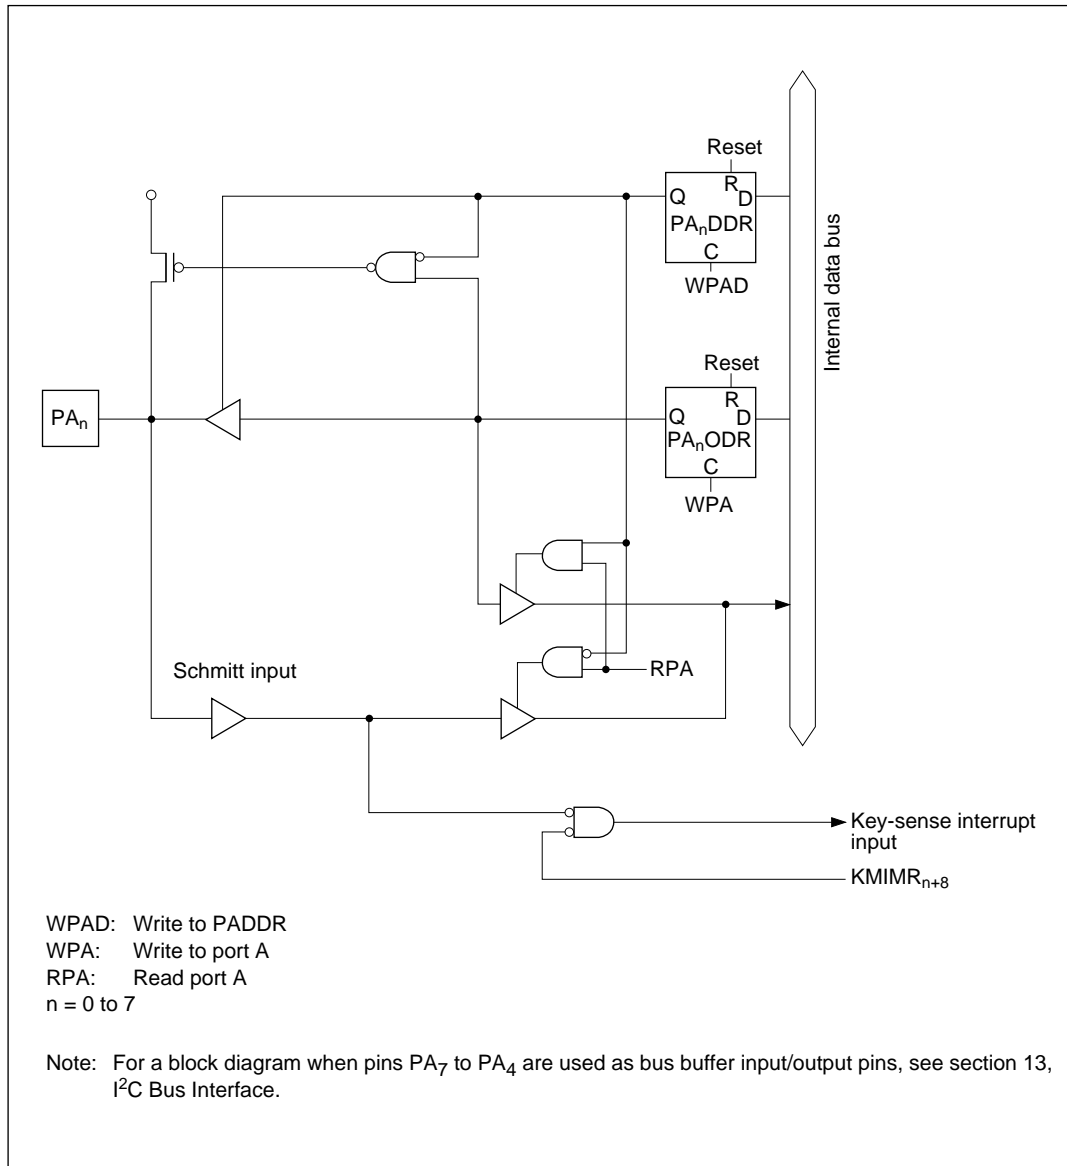 Reset
Q
R
D
PAnDDR
C
WPAD
Internal data bus
Reset
PAn
Q
R
D
PAnODR
C
WPA
Schmitt input
RPA
Key-sense interrupt
input
KMIMRn+8
WPAD: Write to PADDR
WPA: Write to port A
RPA: Read port A
n = 0 to 7
Note: For a block diagram when pins PA7 to PA4 are used as bus buffer input/output pins, see section 13,
I2C Bus Interface.